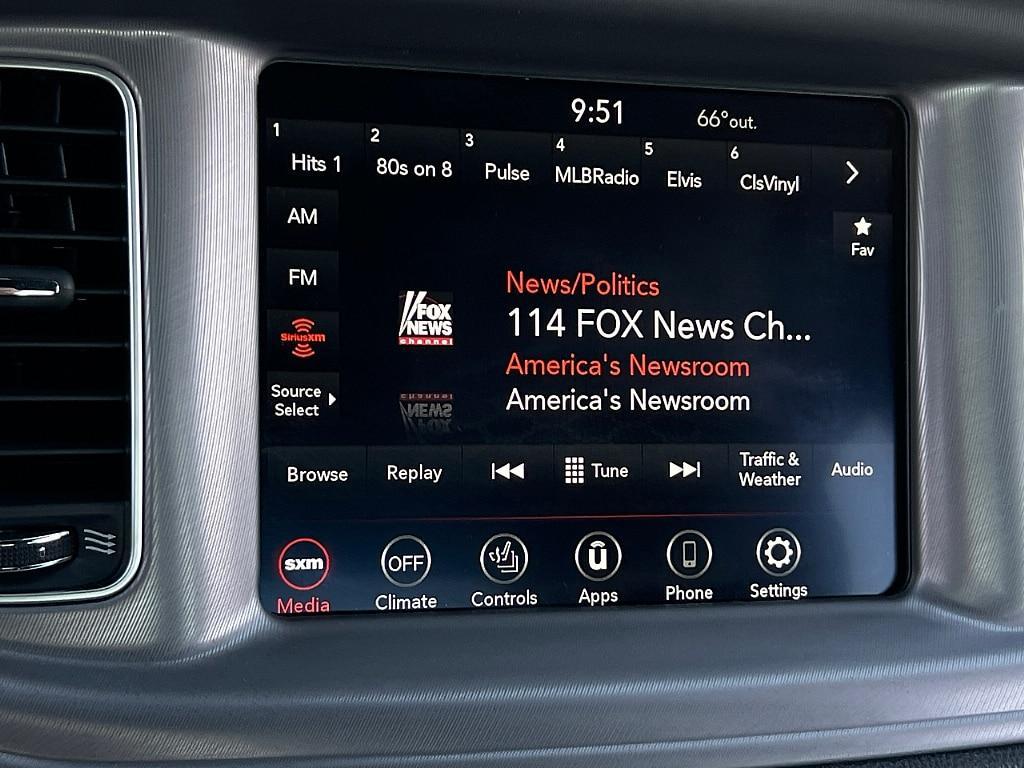 9:51
66°out.
1
2
3
4
5
6
Hits 1
80s on 8
Pulse
MLBRadio
Elvis
ClsVinyl
AM
Fav
FM
News/Politics
FOX
NEWS
channel
114 FOX News Ch...
SiriusXm
America's Newsroom
Source
Select
America's Newsroom
Browse
Replay
Tune
Traffic &
Weather
Audio
sxm
Media
OFF
Climate
Controls
û
Apps
Phone
Settings